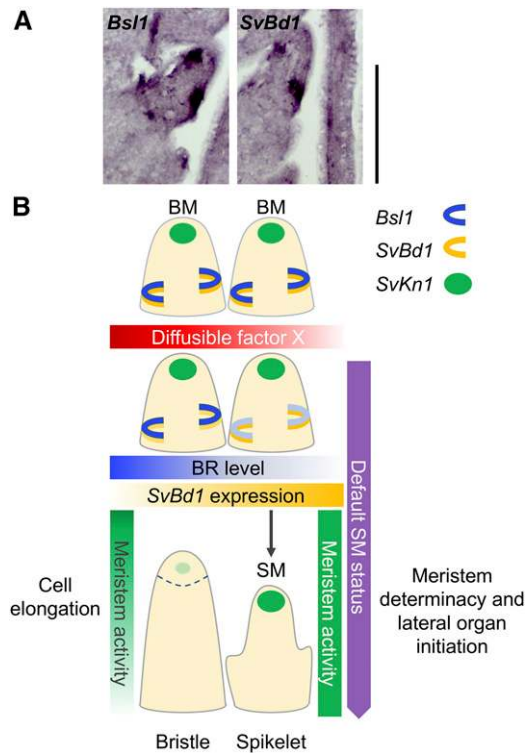 A
Bsl1
SvBd1
B
BM
BM
Bsl1
SvBd1
SvKn1
Diffusible factor X
BR level
SvBd1 expression
Default SM status
Cell
elongation
Meristem activity
SM
Meristem activity
Meristem
determinacy and
lateral organ
initiation
Bristle
Spikelet